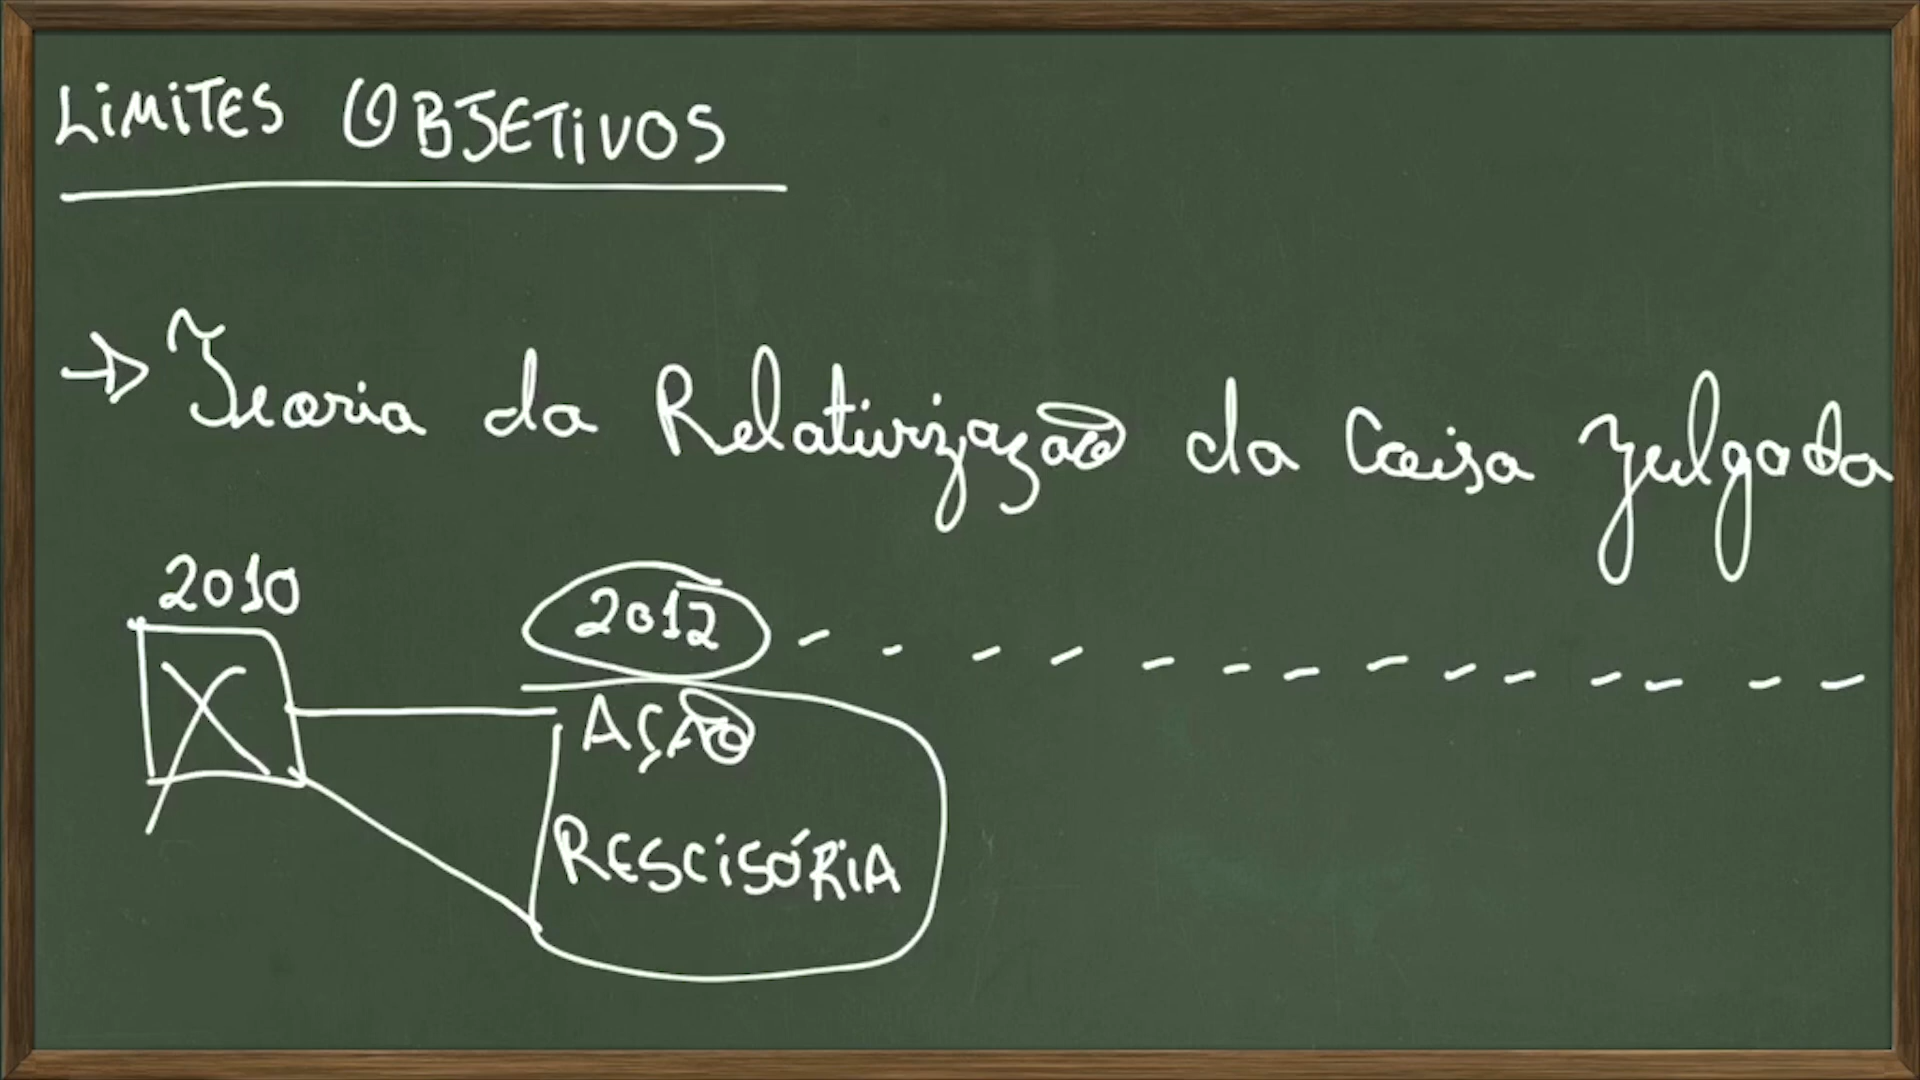 LIMITES OBJETIVOS
Teoria da Relativização da Coisa Julgada
2010
2012
AÇÃO
RESCISÓRIA